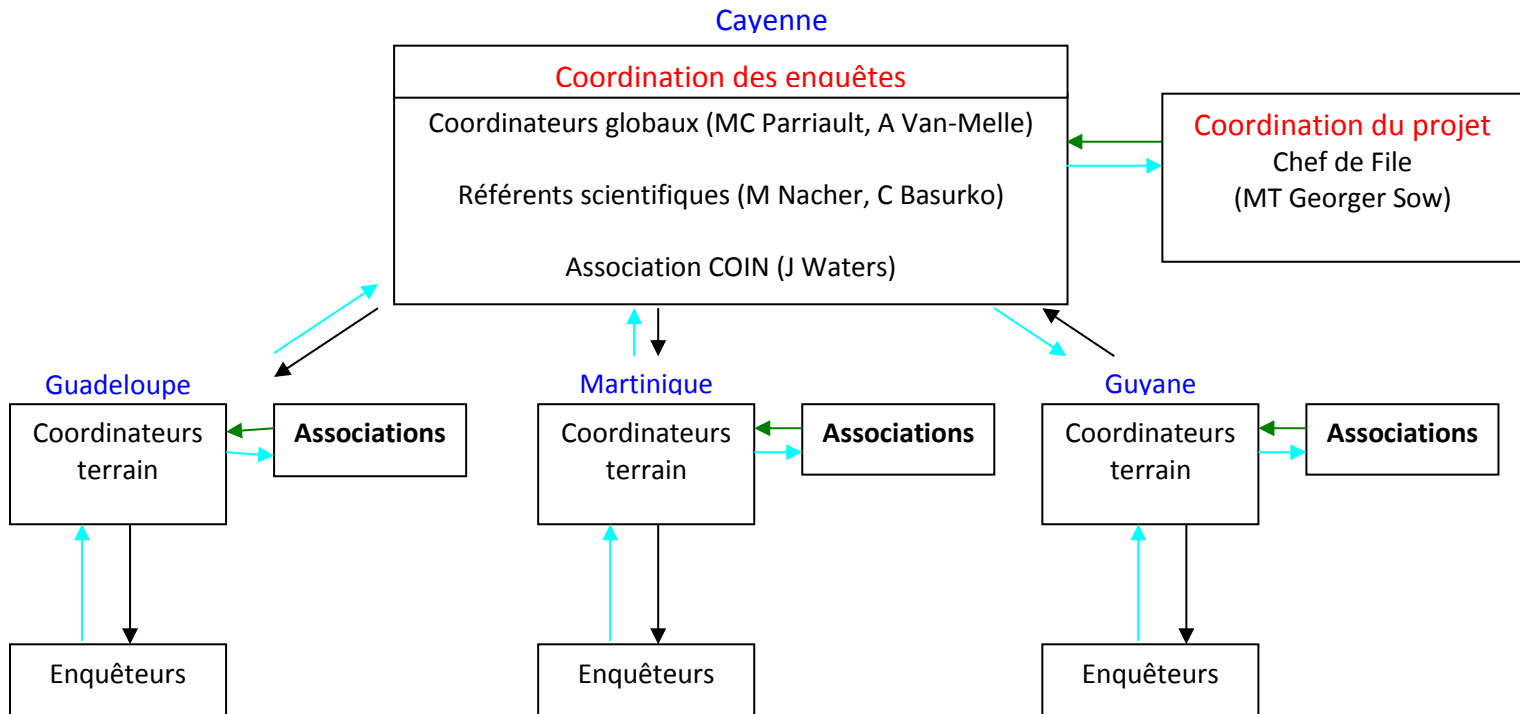 Cayenne
Coordination des enquêtes
Coordinateurs globaux (MC Parriault, A Van-Melle)
Référents scientifiques (M Nacher, C Basurko)
Association COIN (J Waters)
Coordination du projet
Chef de File
(MT Georger Sow)
Guadeloupe
Coordinateurs
terrain
Associations
Enquêteurs
Martinique
Coordinateurs
terrain
Associations
Enquêteurs
Guyane
Coordinateurs
terrain
Associations
Enquêteurs